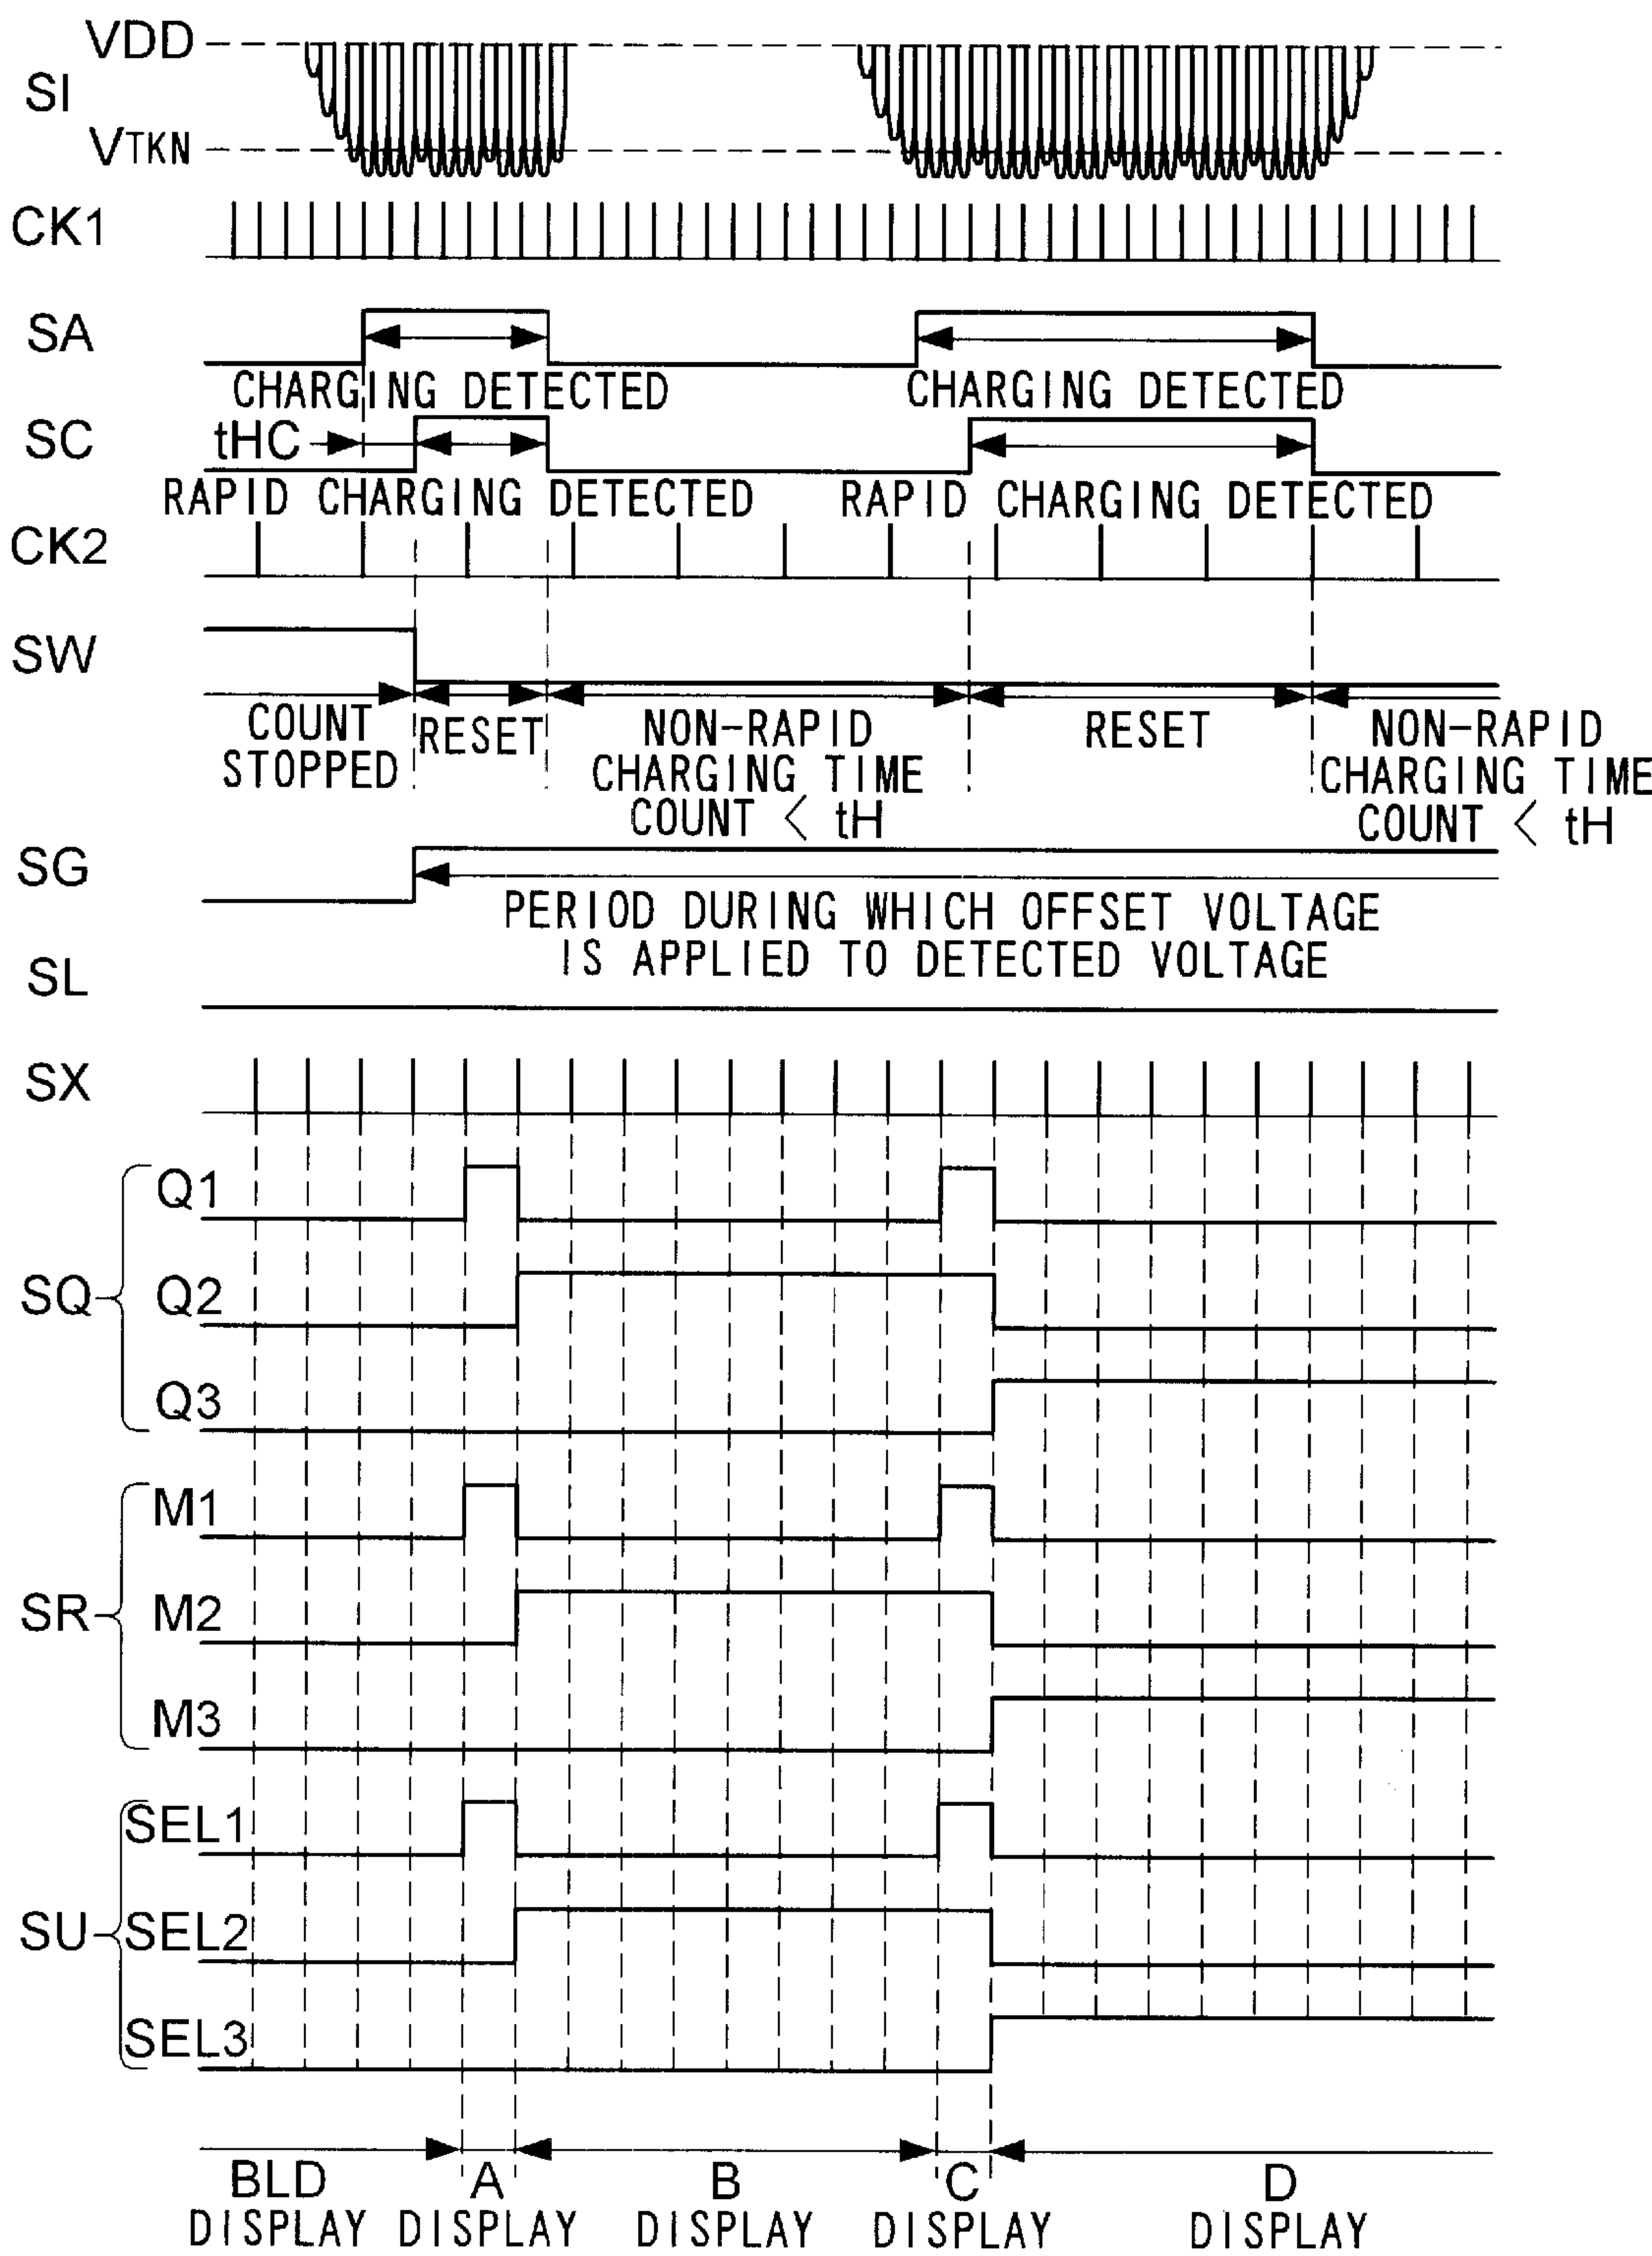 VDD
SI
VTKN
CK1
SA
CHARGING DETECTED
CHARGING DETECTED
SC
tHC
RAPID CHARGING DETECTED
RAPID CHARGING DETECTED
CK2
SW
COUNT
STOPPED
RESET
NON-RAPID
CHARGING TIME
COUNT < tH
RESET
NON-RAPID
CHARGING TIME
COUNT < tH
SG
PERIOD DURING WHICH OFFSET VOLTAGE
IS APPLIED TO DETECTED VOLTAGE
SL
SX
SQ
Q1
Q2
Q3
SR
M1
M2
M3
SU
SEL1
SEL2
SEL3
BLD
DISPLAY
A
DISPLAY
B
DISPLAY
C
DISPLAY
D
DISPLAY